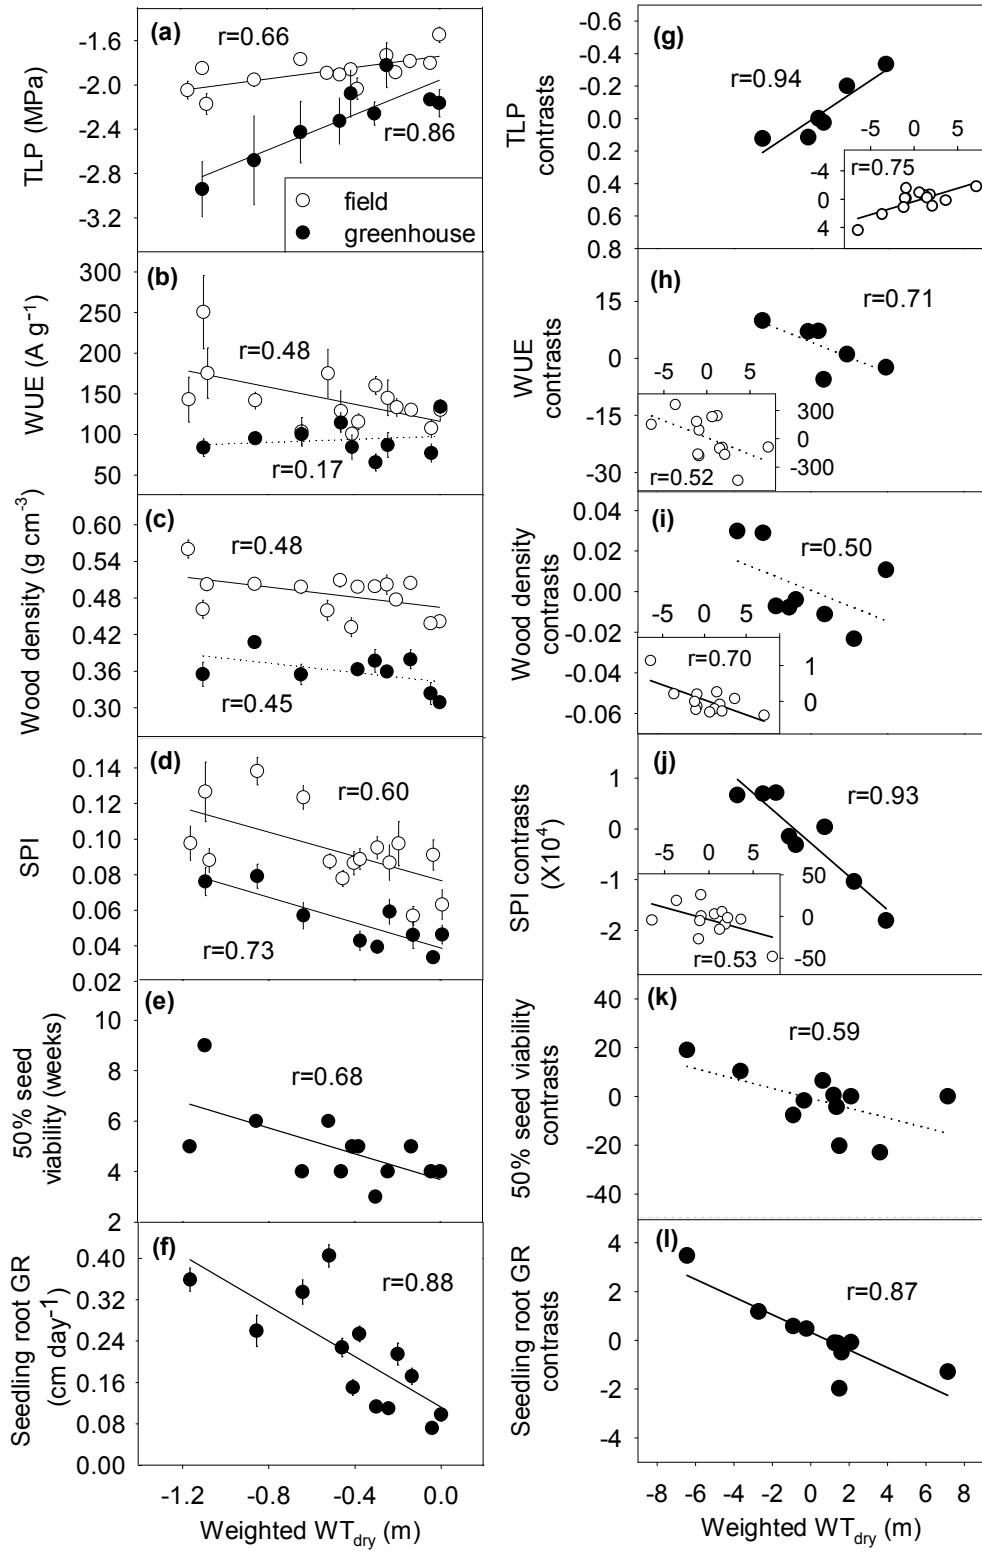 (a)
r=0.66
-1.6
-2.0
-2.4
-2.8
-3.2
TLP (MPa)
r=0.86
field
greenhouse
(b)
300
250
200
150
100
50
WUE (A g⁻¹)
r=0.48
r=0.17
(c)
0.60
0.54
0.48
0.42
0.36
0.30
Wood density (g cm⁻³)
r=0.48
r=0.45
(d)
0.14
0.12
0.10
0.08
0.06
0.04
0.02
SPI
r=0.60
r=0.73
(e)
10
8
6
4
2
50% seed
viability (weeks)
r=0.68
(f)
0.40
0.32
0.24
0.16
0.08
0.00
Seedling root GR
(cm day⁻¹)
r=0.88
-1.2
-0.8
-0.4
0.0
Weighted WT_dry (m)
(g)
-0.6
-0.4
-0.2
0.0
0.2
0.4
0.6
0.8
TLP
contrasts
r=0.94
-5
0
5
r=0.75
-4
0
4
(h)
15
0
-15
-30
WUE
contrasts
r=0.71
-5
0
5
300
0
-300
r=0.52
(i)
0.04
0.02
0.00
-0.02
-0.04
-0.06
Wood density
contrasts
r=0.50
-5
0
5
r=0.70
1
0
(j)
1
0
-1
-2
SPI contrasts
(X10⁴)
r=0.93
-5
0
5
50
0
-50
r=0.53
(k)
40
20
0
-20
-40
50% seed viability
contrasts
r=0.59
(l)
4
2
0
-2
-4
Seedling root GR
contrasts
r=0.87
-8
-6
-4
-2
0
2
4
6
8
Weighted WT_dry (m)